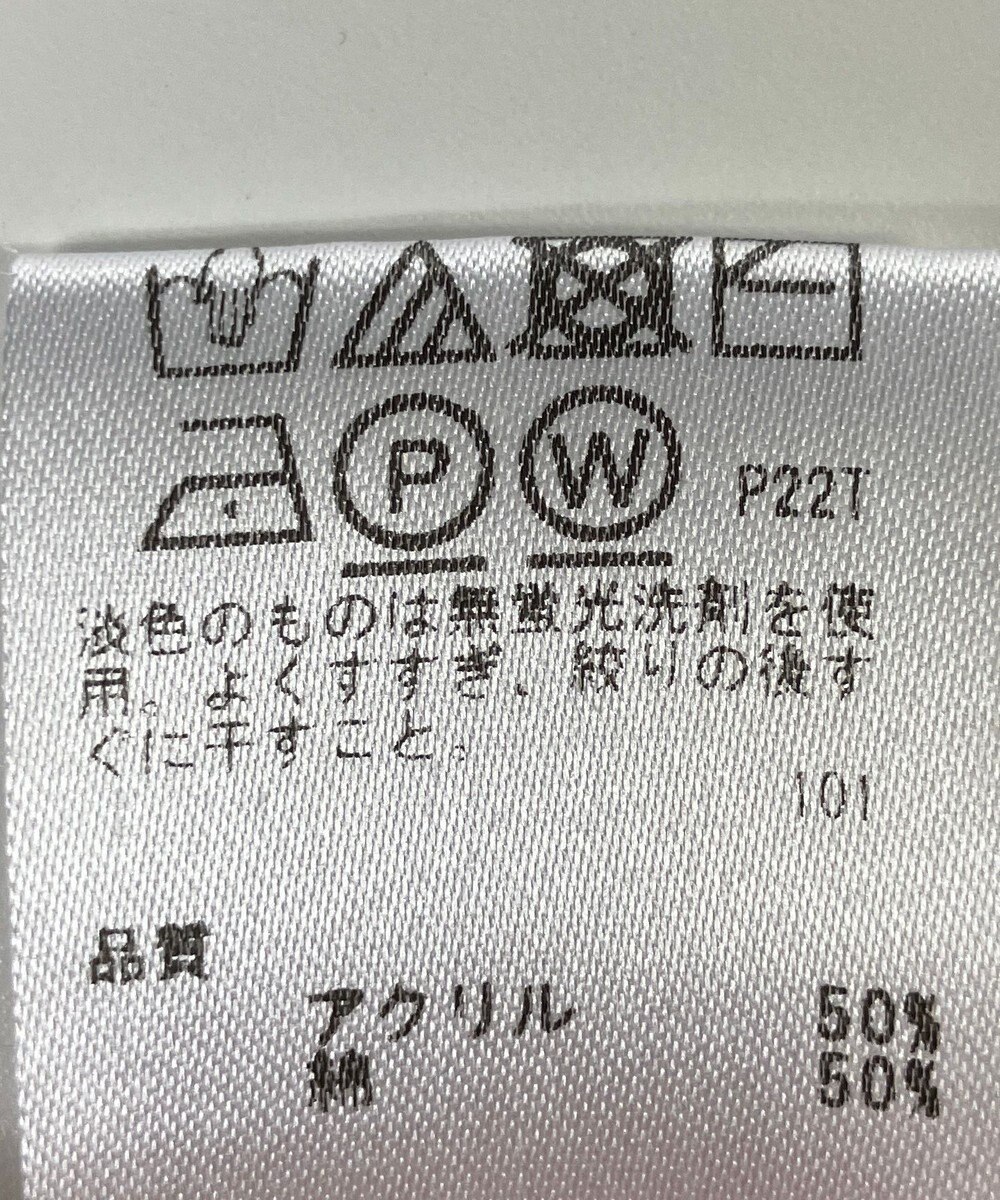 P
W
P22T
淡色のものは無蛍光洗剤を使
用。よくすすぎ、絞りの後す
ぐに干すこと。
101
品質
アクリル 50%
綿 50%